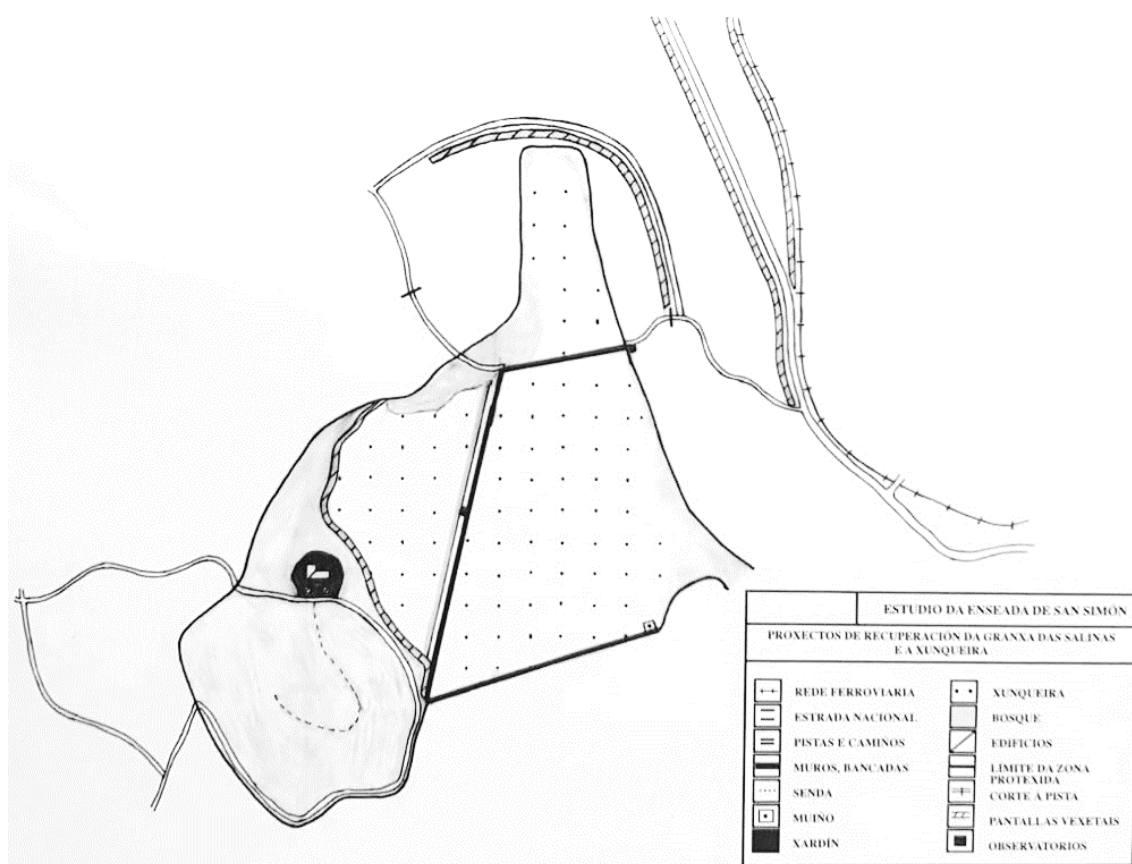 ESTUDIO DA ENSEADA DE SAN SIMÓN
PROXECTOS DE RECUPERACIÓN DA GRANXA DAS SALINAS
E A XUNQUEIRA
REDE FERROVIARIA
ESTRADA NACIONAL
PISTAS E CAMIÑOS
MUROS, BANCADAS
SENDA
MUIÑO
XARDÍN
XUNQUEIRA
BOSQUE
EDIFICIOS
LÍMITE DA ZONA
PROTEXIDA
CORTE A PISTA
PANTALLAS VEXETAIS
OBSERVATORIOS